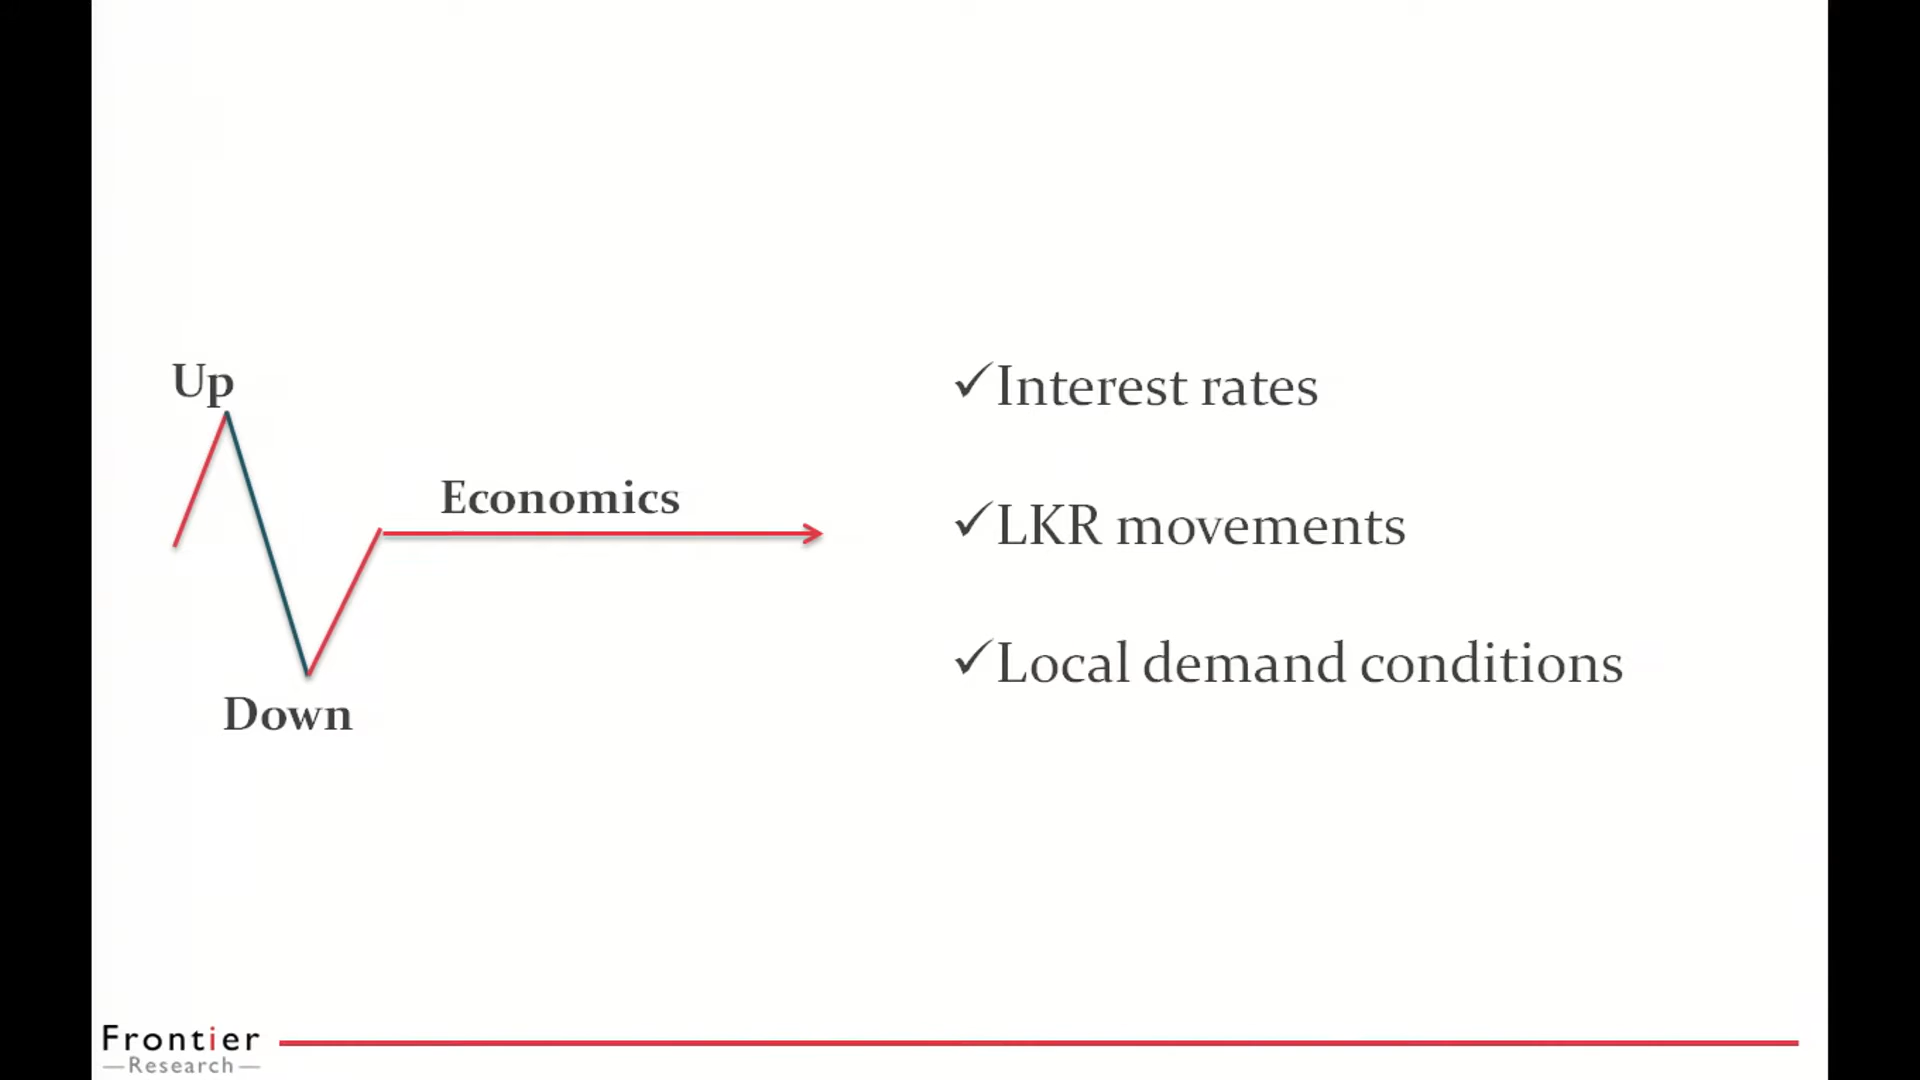 Up
Economics
Down
✓Interest rates
✓LKR movements
✓Local demand conditions
Frontier
—Research—